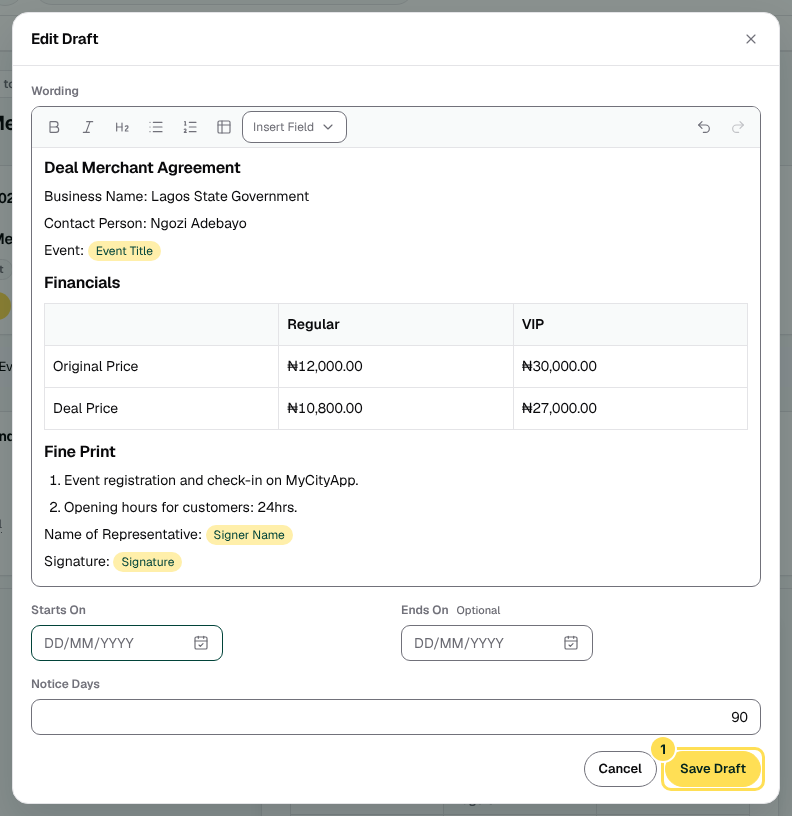 Edit Draft
Wording
B I H2 Insert Field
Deal Merchant Agreement
Business Name: Lagos State Government
Contact Person: Ngozi Adebayo
Event: Event Title
Financials
Regular VIP
Original Price ₦12,000.00 ₦30,000.00
Deal Price ₦10,800.00 ₦27,000.00
Fine Print
1. Event registration and check-in on MyCityApp.
2. Opening hours for customers: 24hrs.
Name of Representative: Signer Name
Signature: Signature
Starts On Ends On Optional
DD/MM/YYYY DD/MM/YYYY
Notice Days
90
1
Cancel Save Draft